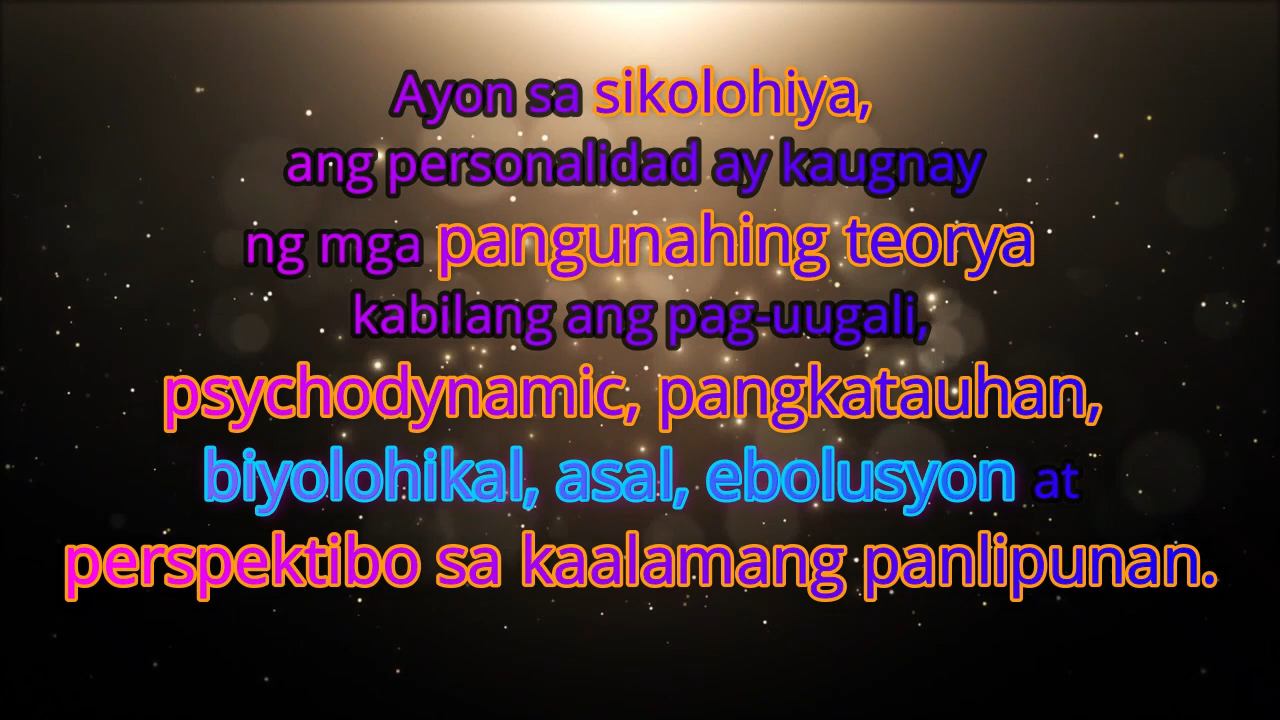 Ayon sa sikolohiya,
ang personalidad ay kaugnay
ng mga pangunahing teorya
kabilang ang pag-uugali,
psychodynamic, pangkatauhan,
biyolohikal, asal, ebolusyon at
perspektibo sa kaalamang panlipunan.